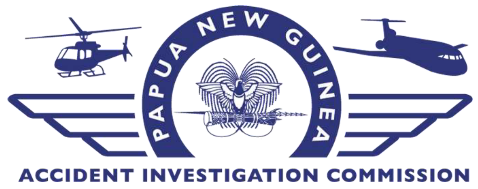 PAPUA NEW GUINEA
ACCIDENT INVESTIGATION COMMISSION